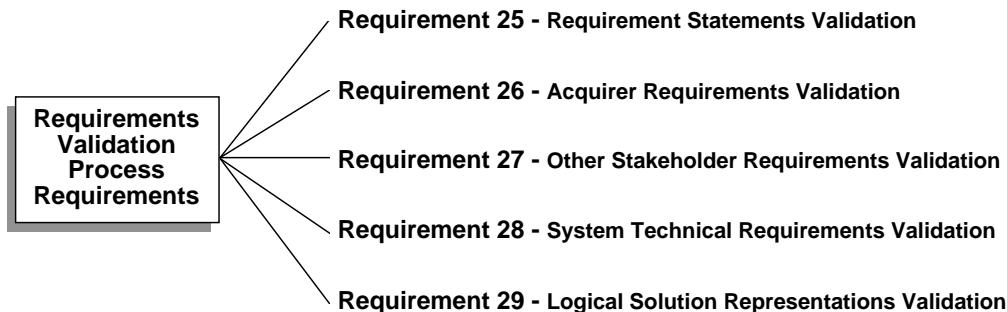 Requirements
Validation
Process
Requirements
Requirement 25 - Requirement Statements Validation
Requirement 26 - Acquirer Requirements Validation
Requirement 27 - Other Stakeholder Requirements Validation
Requirement 28 - System Technical Requirements Validation
Requirement 29 - Logical Solution Representations Validation